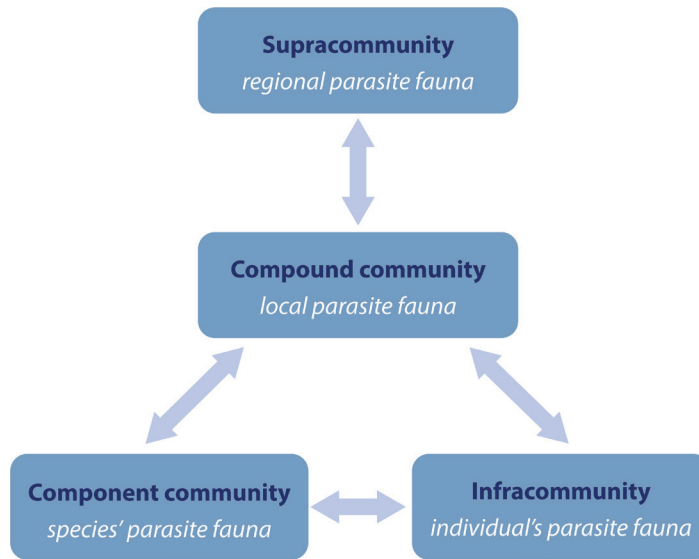 Supracommunity
regional parasite fauna
Compound community
local parasite fauna
Component community
species’ parasite fauna
Infracommunity
individual’s parasite fauna